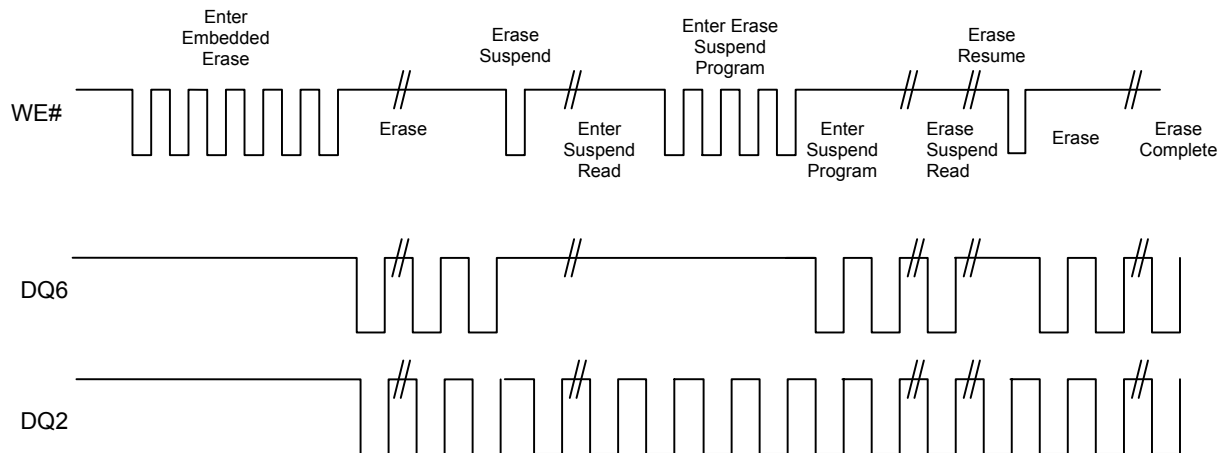 Enter
Embedded
Erase
Erase
Suspend
Enter Erase
Suspend
Program
Erase
Resume
WE#
Erase
Enter
Suspend
Read
Enter
Suspend
Program
Erase
Suspend
Read
Erase
Erase
Complete
DQ6
DQ2